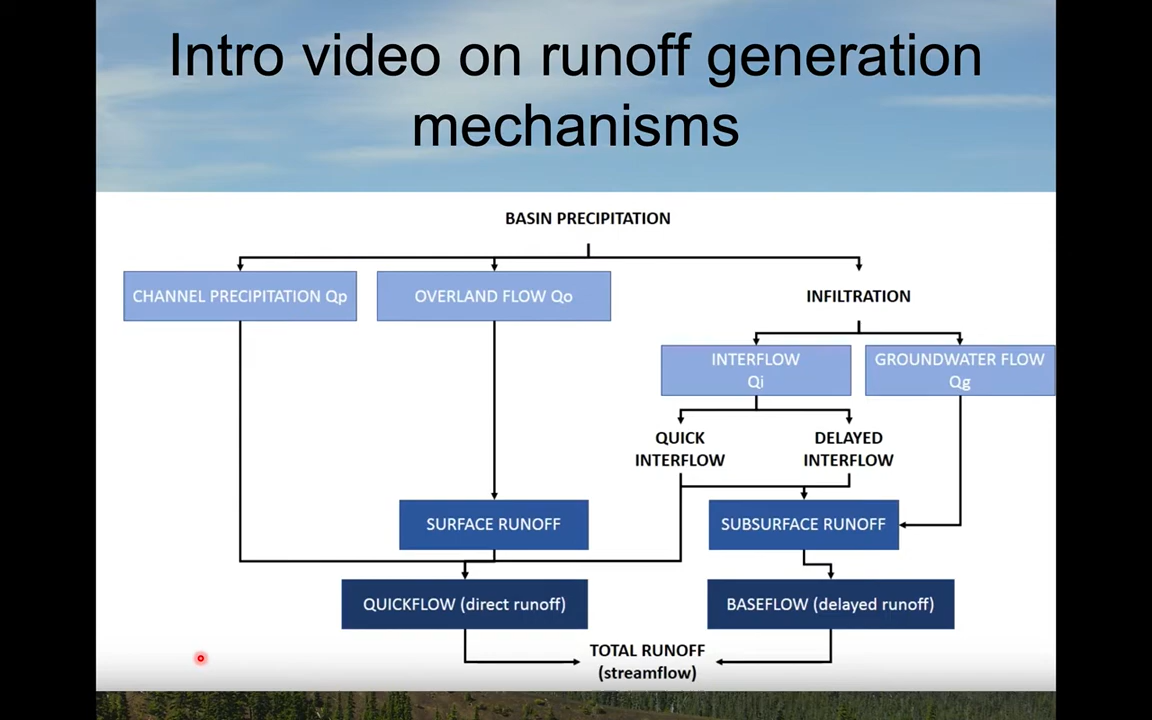 Intro video on runoff generation
mechanisms
BASIN PRECIPITATION
CHANNEL PRECIPITATION Qp
OVERLAND FLOW Qo
INFILTRATION
INTERFLOW
Qi
GROUNDWATER FLOW
Qg
QUICK
INTERFLOW
DELAYED
INTERFLOW
SURFACE RUNOFF
SUBSURFACE RUNOFF
QUICKFLOW (direct runoff)
BASEFLOW (delayed runoff)
TOTAL RUNOFF
(streamflow)